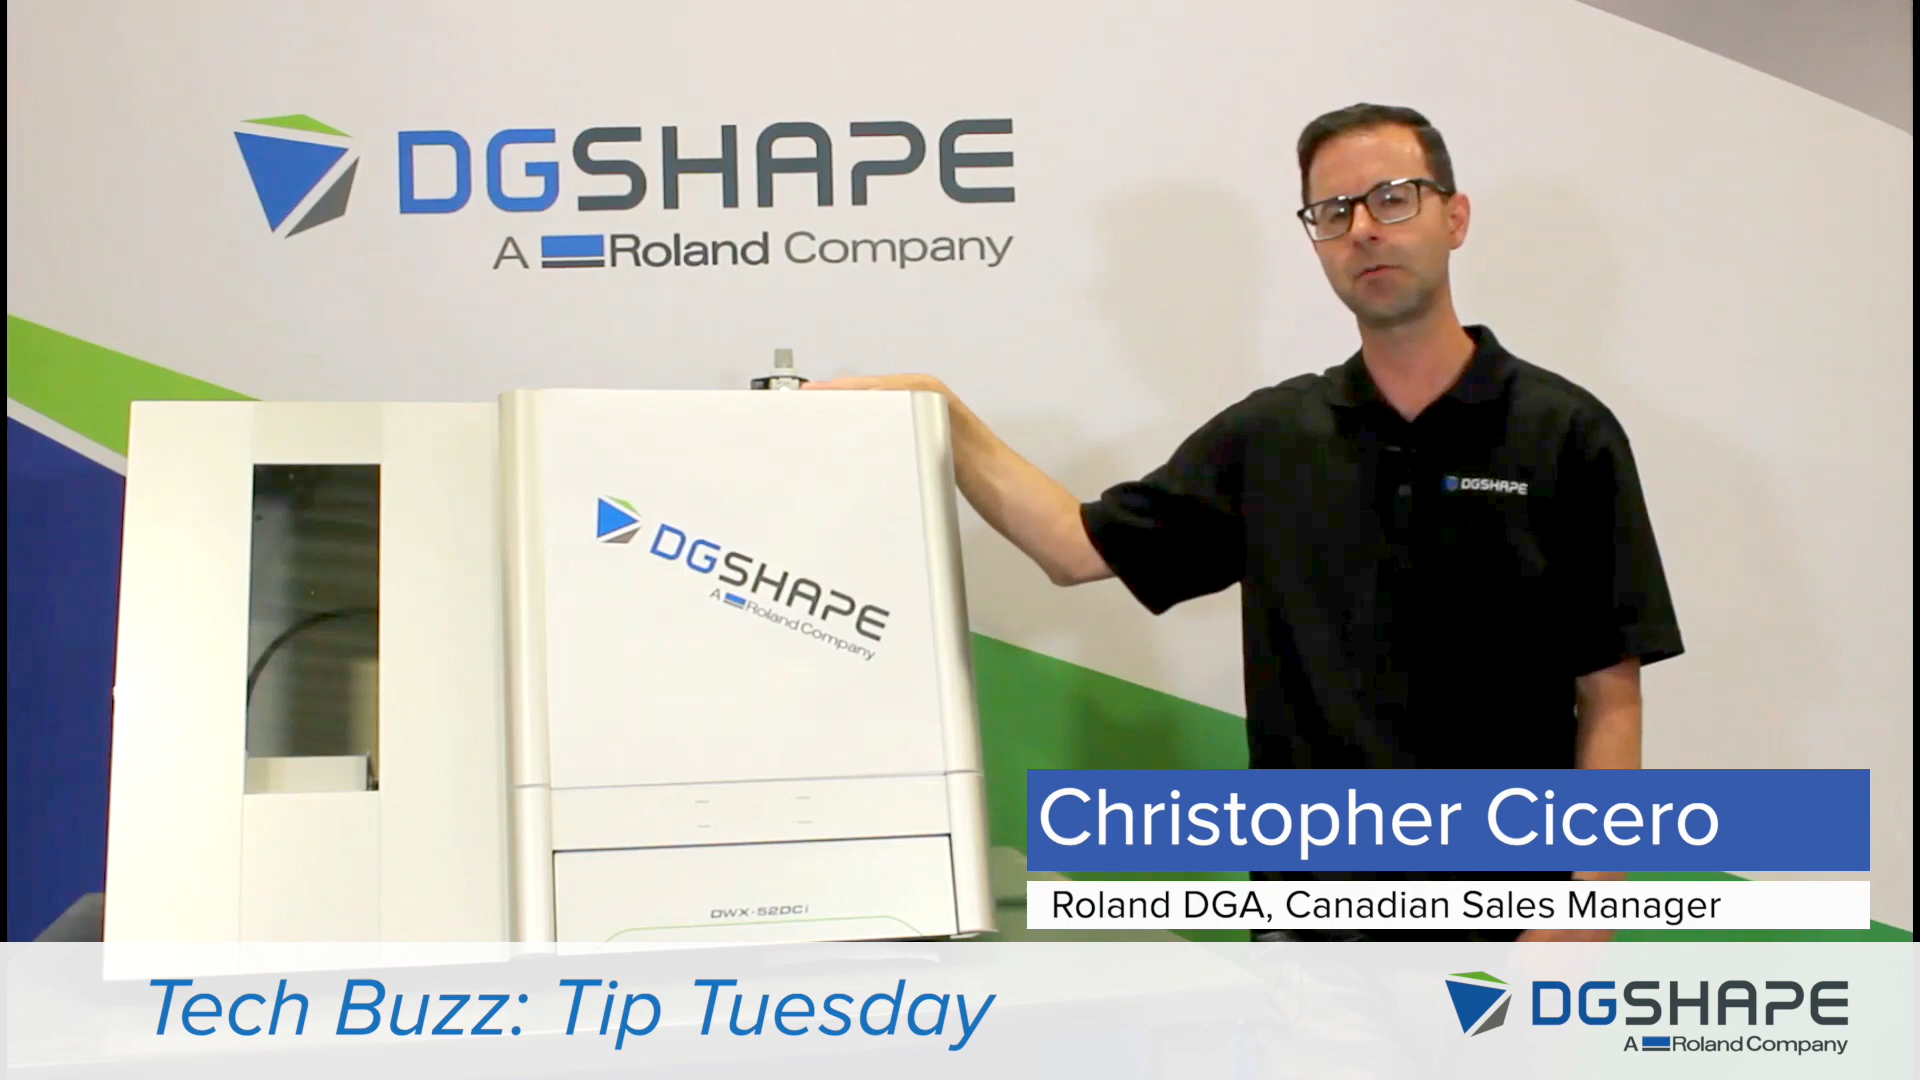 DGSHAPE
A Roland Company
DGSHAPE
A Roland Company
DWX-52DCi
DGSHAPE
Christopher Cicero
Roland DGA, Canadian Sales Manager
Tech Buzz: Tip Tuesday
DGSHAPE
A Roland Company